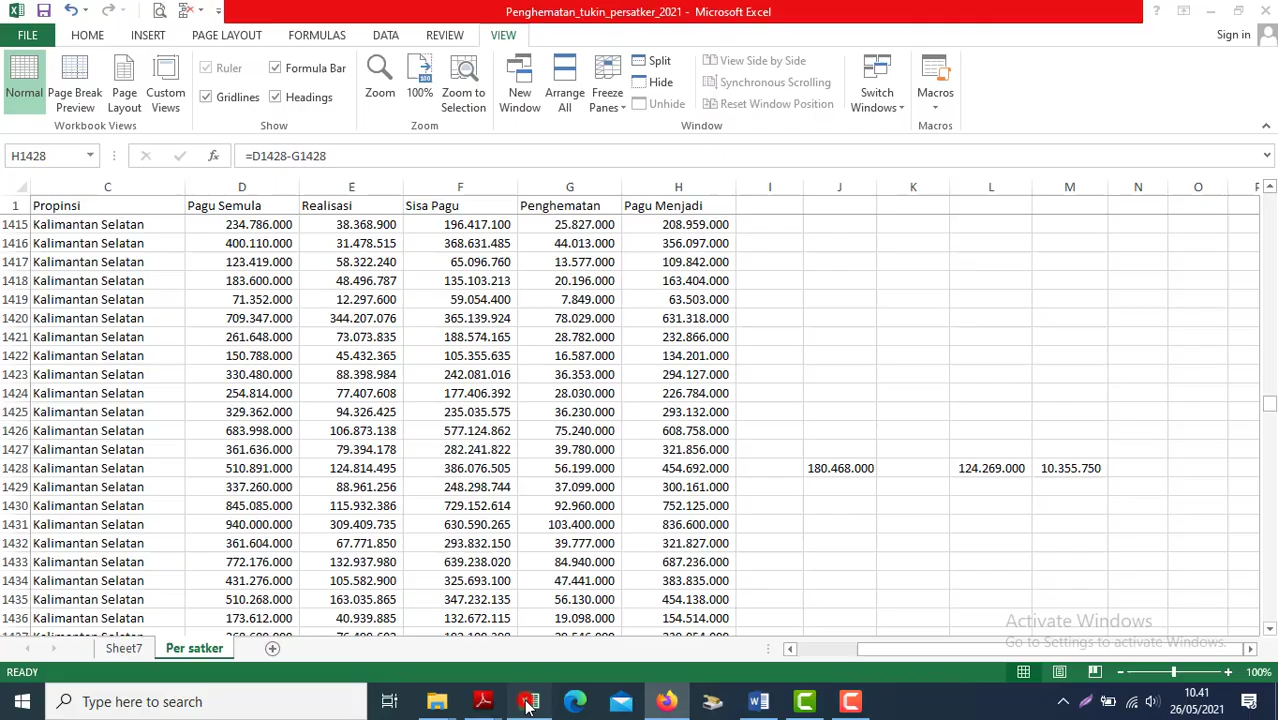 Penghematan_tukin_persatker_2021 - Microsoft Excel
?
FILE HOME INSERT PAGE LAYOUT FORMULAS DATA REVIEW VIEW Sign in
Normal Page Break Preview Page Layout Custom Views
Ruler Formula Bar
Gridlines Headings
Zoom 100% Zoom to Selection
New Window Arrange All Freeze Panes
Split
Hide
Unhide
View Side by Side
Synchronous Scrolling
Reset Window Position
Switch Windows Macros
Workbook Views Show Zoom Window Macros
H1428 fx =D1428-G1428
C D E F G H I J K L M N O P
1 Propinsi Pagu Semula Realisasi Sisa Pagu Penghematan Pagu Menjadi
1415 Kalimantan Selatan 234.786.000 38.368.900 196.417.100 25.827.000 208.959.000
1416 Kalimantan Selatan 400.110.000 31.478.515 368.631.485 44.013.000 356.097.000
1417 Kalimantan Selatan 123.419.000 58.322.240 65.096.760 13.577.000 109.842.000
1418 Kalimantan Selatan 183.600.000 48.496.787 135.103.213 20.196.000 163.404.000
1419 Kalimantan Selatan 71.352.000 12.297.600 59.054.400 7.849.000 63.503.000
1420 Kalimantan Selatan 709.347.000 344.207.076 365.139.924 78.029.000 631.318.000
1421 Kalimantan Selatan 261.648.000 73.073.835 188.574.165 28.782.000 232.866.000
1422 Kalimantan Selatan 150.788.000 45.432.365 105.355.635 16.587.000 134.201.000
1423 Kalimantan Selatan 330.480.000 88.398.984 242.081.016 36.353.000 294.127.000
1424 Kalimantan Selatan 254.814.000 77.407.608 177.406.392 28.030.000 226.784.000
1425 Kalimantan Selatan 329.362.000 94.326.425 235.035.575 36.230.000 293.132.000
1426 Kalimantan Selatan 683.998.000 106.873.138 577.124.862 75.240.000 608.758.000
1427 Kalimantan Selatan 361.636.000 79.394.178 282.241.822 39.780.000 321.856.000
1428 Kalimantan Selatan 510.891.000 124.814.495 386.076.505 56.199.000 454.692.000 180.468.000 124.269.000 10.355.750
1429 Kalimantan Selatan 337.260.000 88.961.256 248.298.744 37.099.000 300.161.000
1430 Kalimantan Selatan 845.085.000 115.932.386 729.152.614 92.960.000 752.125.000
1431 Kalimantan Selatan 940.000.000 309.409.735 630.590.265 103.400.000 836.600.000
1432 Kalimantan Selatan 361.604.000 67.771.850 293.832.150 39.777.000 321.827.000
1433 Kalimantan Selatan 772.176.000 132.937.980 639.238.020 84.940.000 687.236.000
1434 Kalimantan Selatan 431.276.000 105.582.900 325.693.100 47.441.000 383.835.000
1435 Kalimantan Selatan 510.268.000 163.035.865 347.232.135 56.130.000 454.138.000
1436 Kalimantan Selatan 173.612.000 40.939.885 132.672.115 19.098.000 154.514.000
Activate Windows
Go to Settings to activate Windows.
Sheet7 Per satker
READY 100%
Type here to search
10.41
26/05/2021